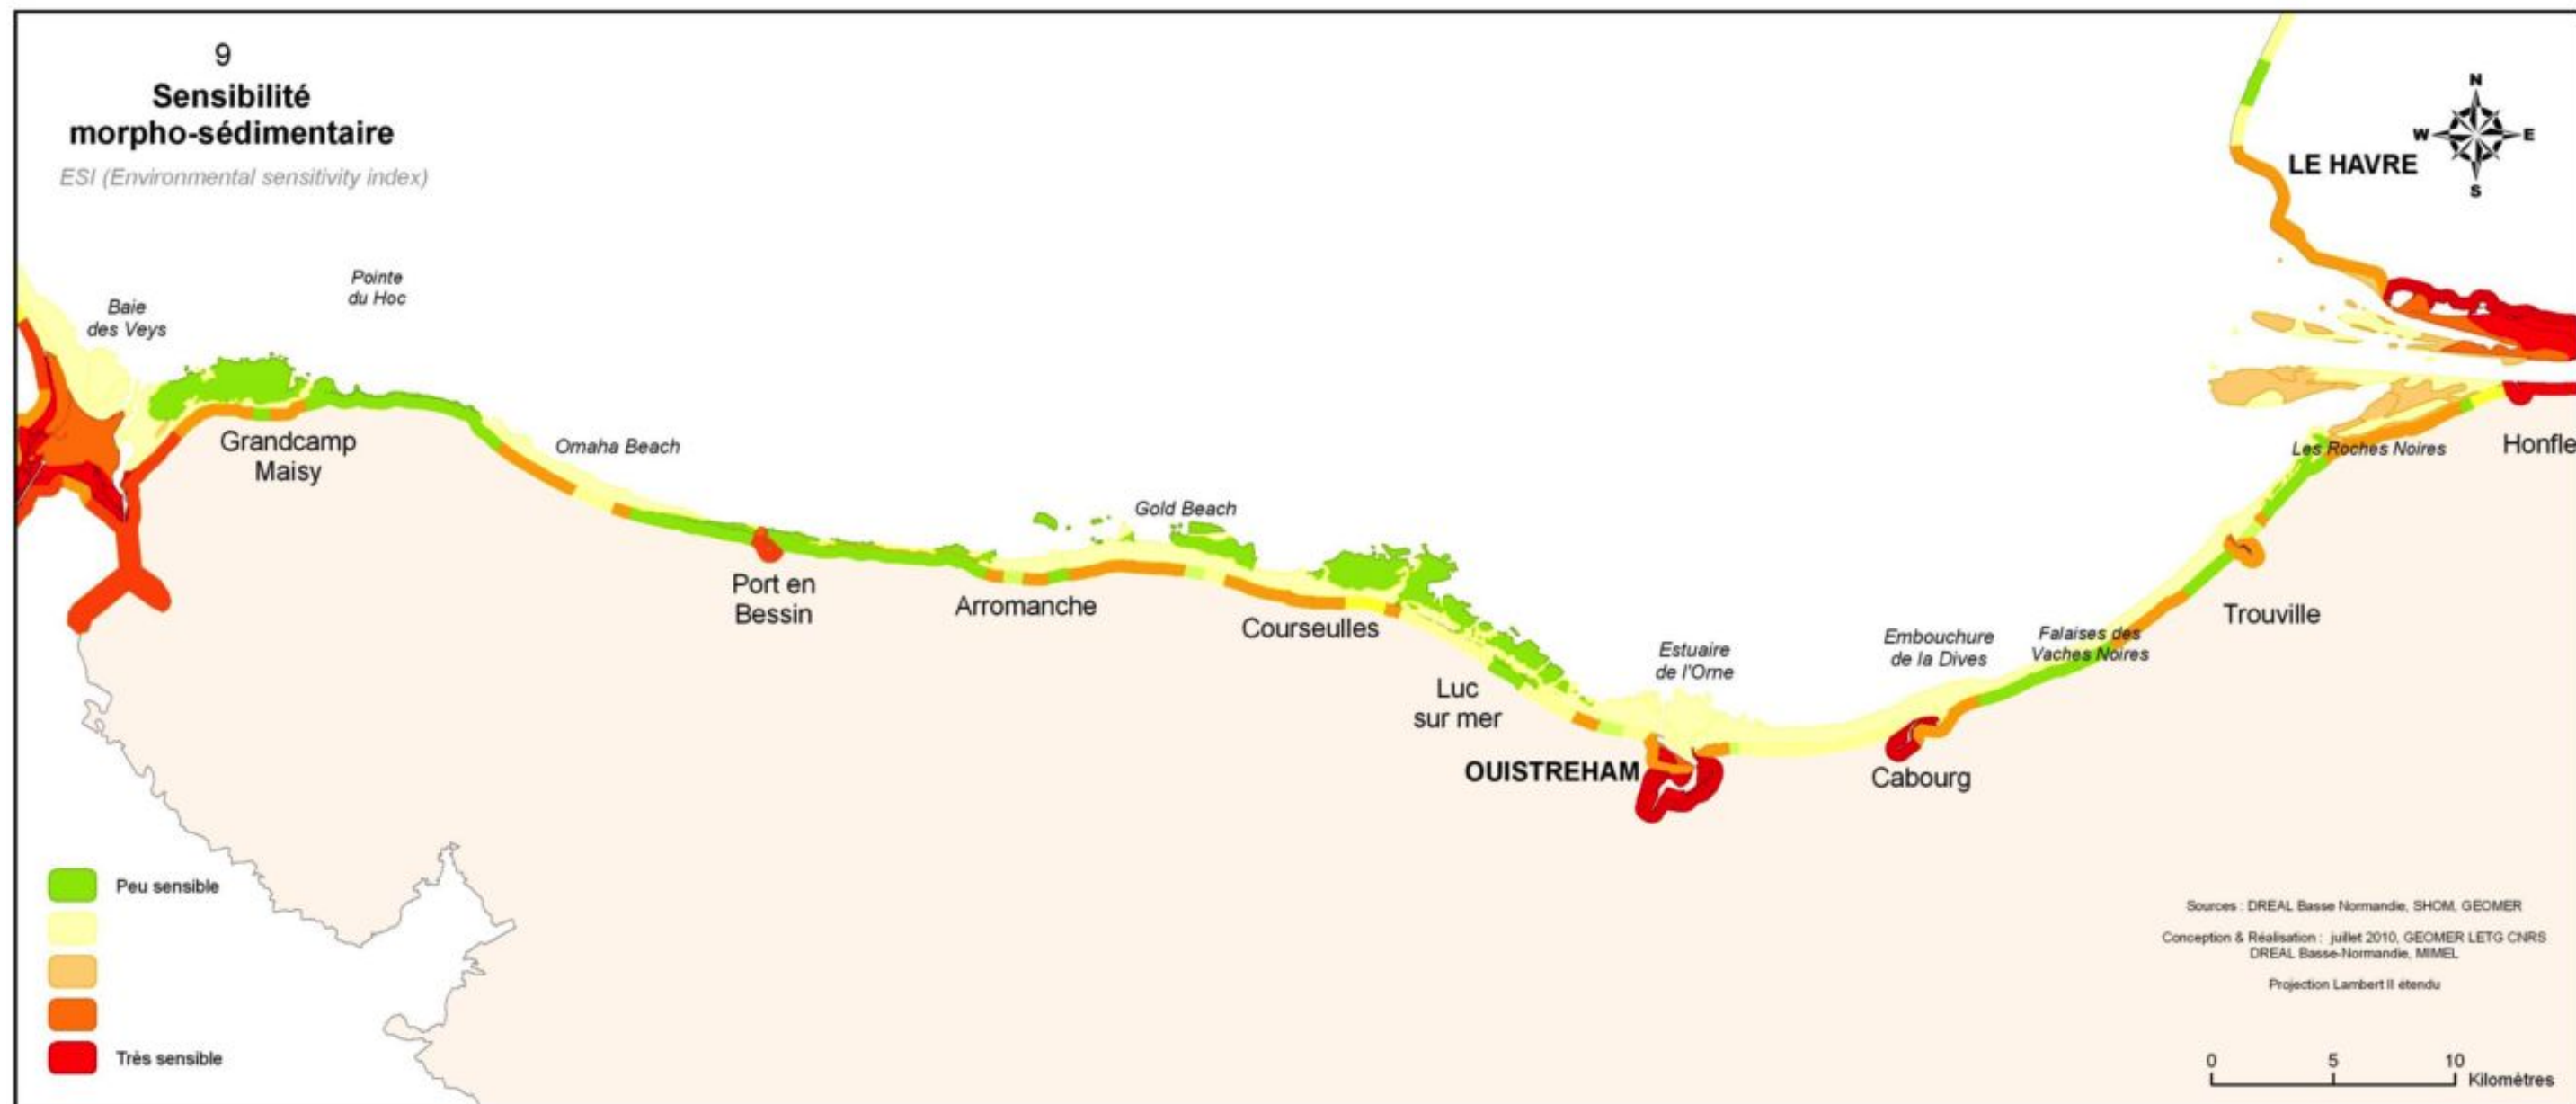 9
Sensibilité
morpho-sédimentaire
ESI (Environmental sensitivity index)
N
W
E
S
LE HAVRE
Pointe
du Hoc
Baie
des Veys
Grandcamp
Maisy
Omaha Beach
Les Roches Noires
Honfle
Gold Beach
Port en
Bessin
Arromanche
Courseulles
Trouville
Estuaire
de l'Orne
Embouchure
de la Dives
Falaises des
Vaches Noires
Luc
sur mer
OUISTREHAM
Cabourg
Peu sensible
Très sensible
Sources : DREAL Basse Normandie, SHOM, GEOMER
Conception & Réalisation : juillet 2010, GEOMER LETG CNRS
DREAL Basse-Normandie, MIMEL
Projection Lambert II étendu
0 5 10
Kilométres